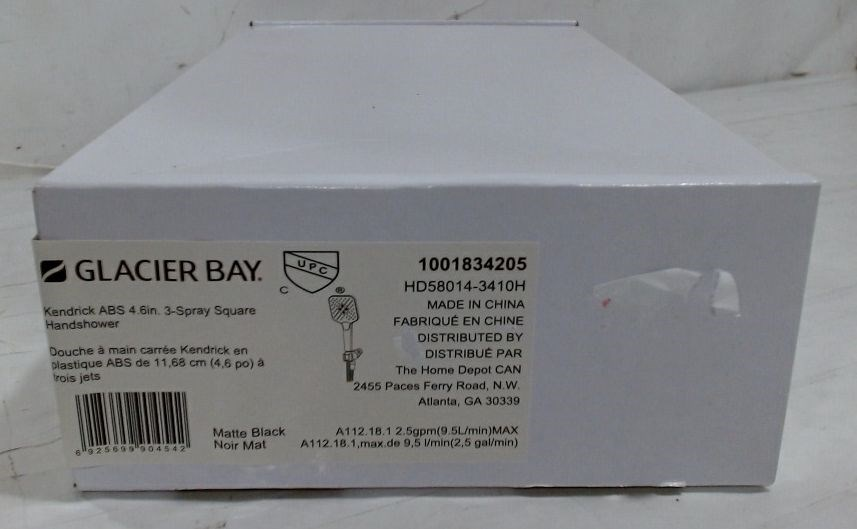 GLACIER BAY.
UPC
C ®
Kendrick ABS 4.6in. 3-Spray Square
Handshower
Douche à main carrée Kendrick en
plastique ABS de 11,68 cm (4,6 po) à
trois jets
6 925699 904542
Matte Black
Noir Mat
1001834205
HD58014-3410H
MADE IN CHINA
FABRIQUÉ EN CHINE
DISTRIBUTED BY
DISTRIBUÉ PAR
The Home Depot CAN
2455 Paces Ferry Road, N.W.
Atlanta, GA 30339
A112.18.1 2.5gpm(9.5L/min)MAX
A112.18.1,max.de 9,5 l/min(2,5 gal/min)